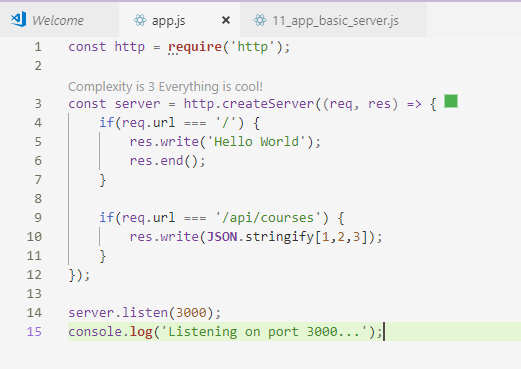 Welcome
app.js
11_app_basic_server.js
1 const http = require('http');
2
Complexity is 3 Everything is cool!
3 const server = http.createServer((req, res) => {
4 if(req.url === '/') {
5 res.write('Hello World');
6 res.end();
7 }
8
9 if(req.url === '/api/courses') {
10 res.write(JSON.stringify[1,2,3]);
11 }
12 });
13
14 server.listen(3000);
15 console.log('Listening on port 3000...');